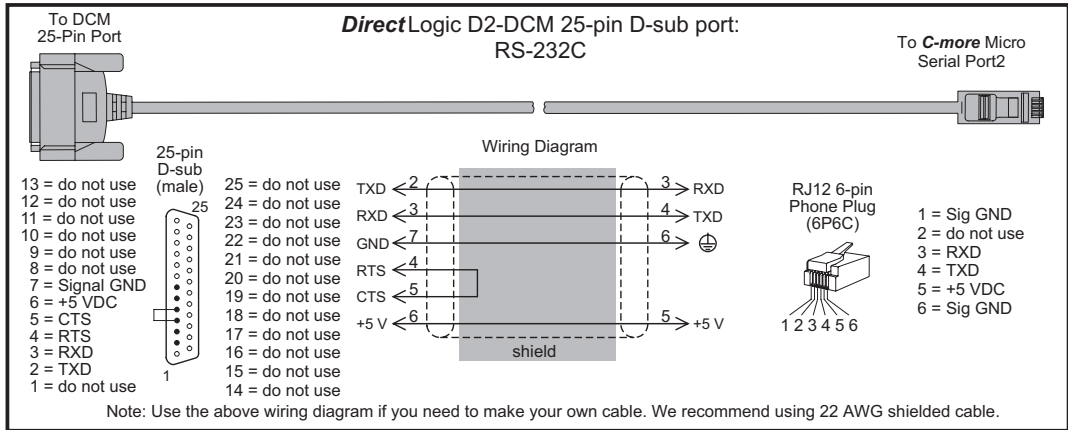 To DCM
25-Pin Port
DirectLogic D2-DCM 25-pin D-sub port:
RS-232C
To C-more Micro
Serial Port2
25-pin
D-sub
(male)
13 = do not use
12 = do not use
11 = do not use
10 = do not use
9 = do not use
8 = do not use
7 = Signal GND
6 = +5 VDC
5 = CTS
4 = RTS
3 = RXD
2 = TXD
1 = do not use
25
1
25 = do not use
24 = do not use
23 = do not use
22 = do not use
21 = do not use
20 = do not use
19 = do not use
18 = do not use
17 = do not use
16 = do not use
15 = do not use
14 = do not use
Wiring Diagram
TXD 2 3 RXD
RXD 3 4 TXD
GND 7 6
RTS 4
CTS 5
+5 V 6 5 +5 V
shield
RJ12 6-pin
Phone Plug
(6P6C)
1 2 3 4 5 6
1 = Sig GND
2 = do not use
3 = RXD
4 = TXD
5 = +5 VDC
6 = Sig GND
Note: Use the above wiring diagram if you need to make your own cable. We recommend using 22 AWG shielded cable.